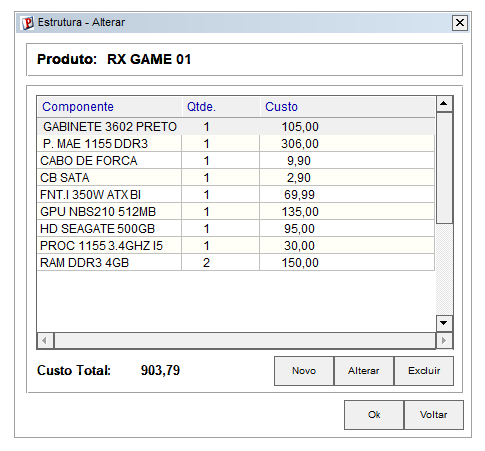 Estrutura - Alterar
Produto: RX GAME 01
Componente Qtde. Custo
GABINETE 3602 PRETO 1 105,00
P. MAE 1155 DDR3 1 306,00
CABO DE FORCA 1 9,90
CB SATA 1 2,90
FNT.I 350W ATX BI 1 69,99
GPU NBS210 512MB 1 135,00
HD SEAGATE 500GB 1 95,00
PROC 1155 3.4GHZ I5 1 30,00
RAM DDR3 4GB 2 150,00
Custo Total: 903,79
Novo Alterar Excluir
Ok Voltar